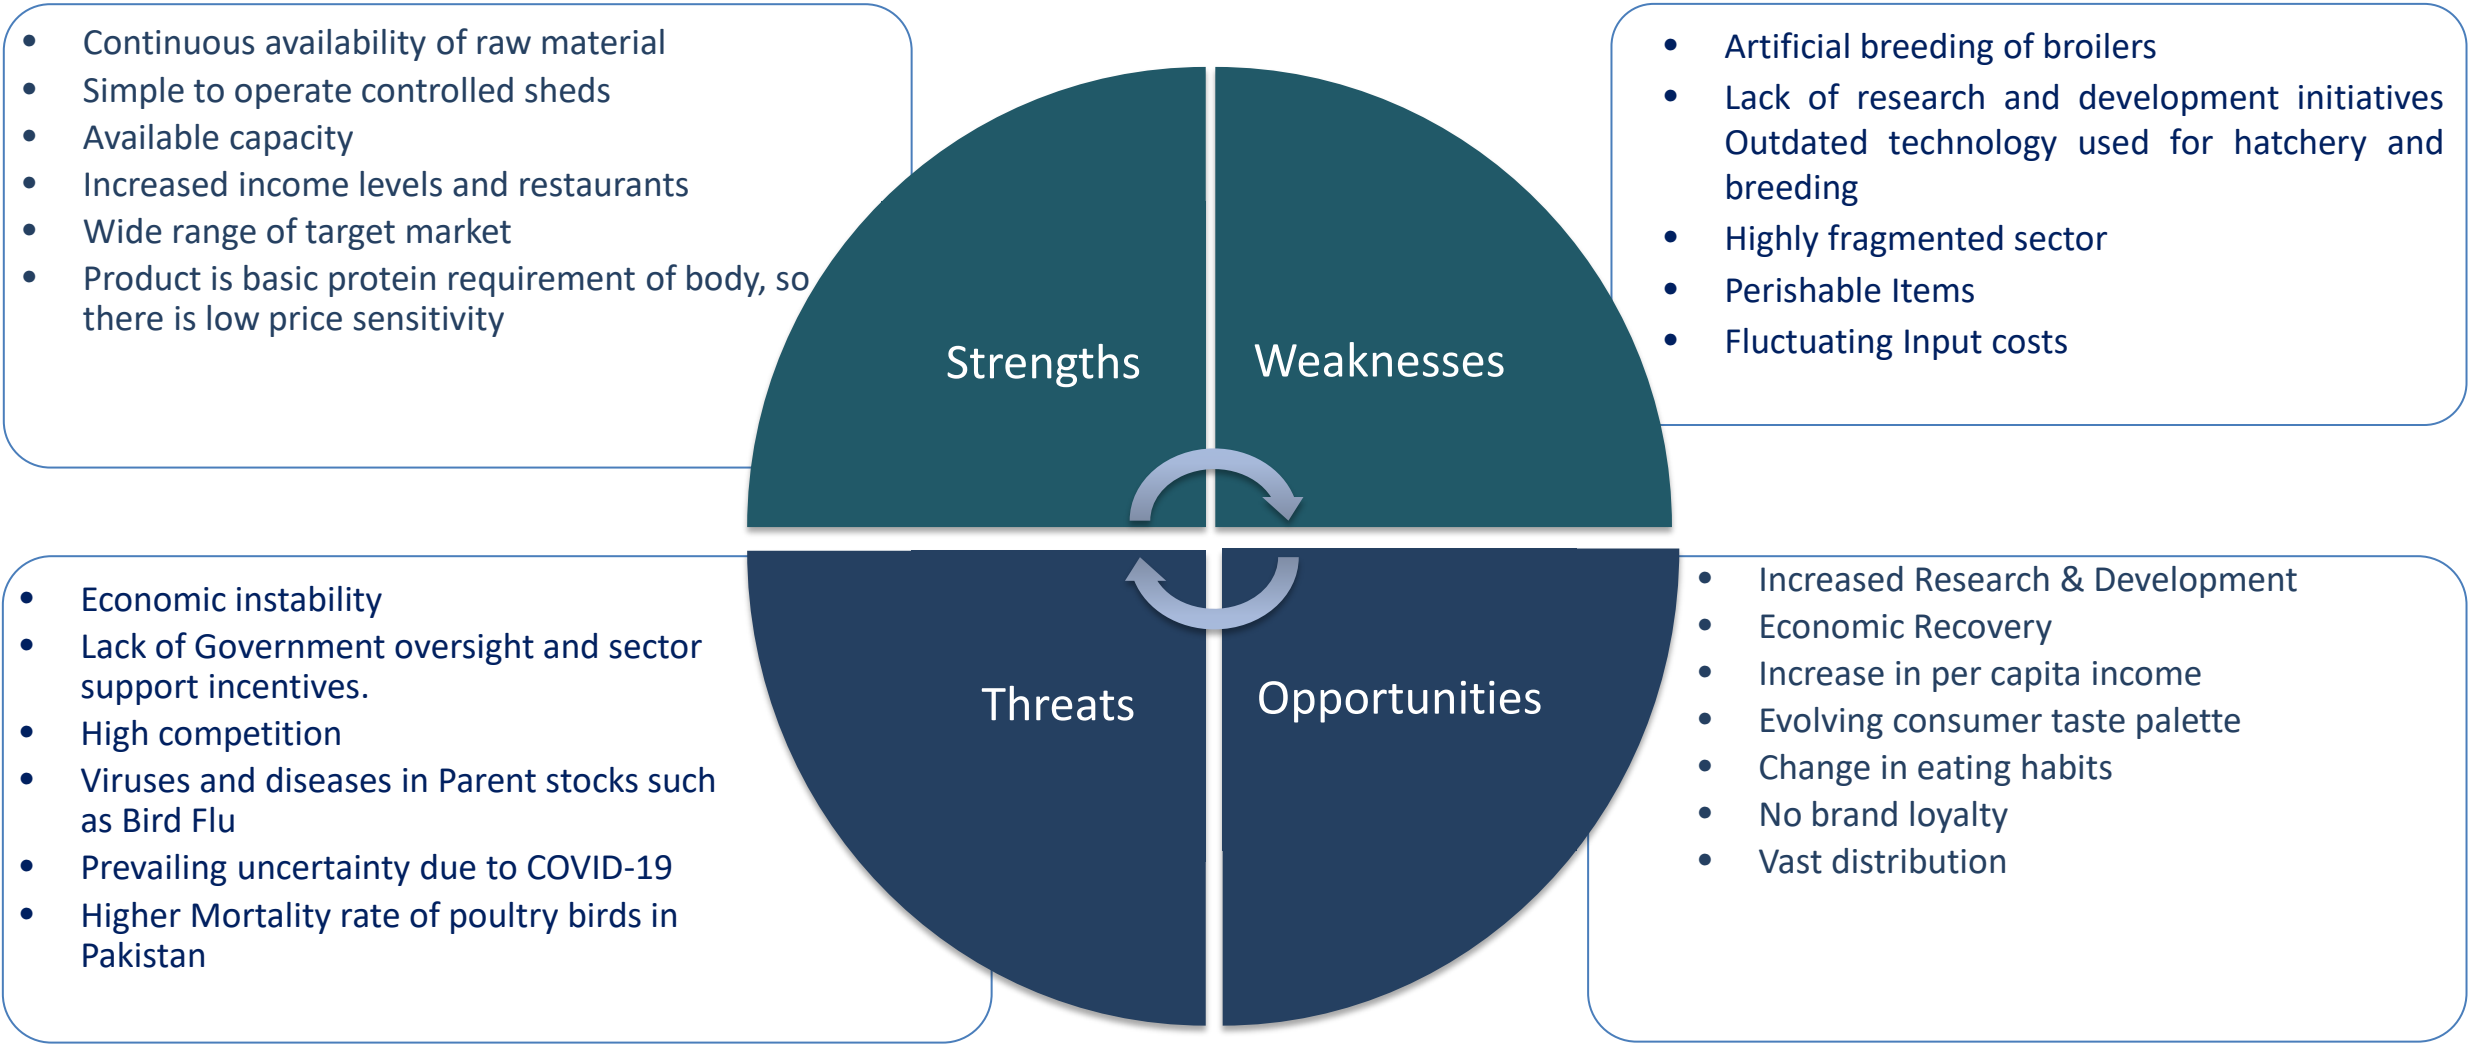 • Continuous availability of raw material
• Simple to operate controlled sheds
• Available capacity
• Increased income levels and restaurants
• Wide range of target market
• Product is basic protein requirement of body, so
there is low price sensitivity
Strengths
Weaknesses
• Artificial breeding of broilers
• Lack of research and development initiatives
Outdated technology used for hatchery and
breeding
• Highly fragmented sector
• Perishable Items
• Fluctuating Input costs
• Economic instability
• Lack of Government oversight and sector
support incentives.
• High competition
• Viruses and diseases in Parent stocks such
as Bird Flu
• Prevailing uncertainty due to COVID-19
• Higher Mortality rate of poultry birds in
Pakistan
Threats
Opportunities
• Increased Research & Development
• Economic Recovery
• Increase in per capita income
• Evolving consumer taste palette
• Change in eating habits
• No brand loyalty
• Vast distribution